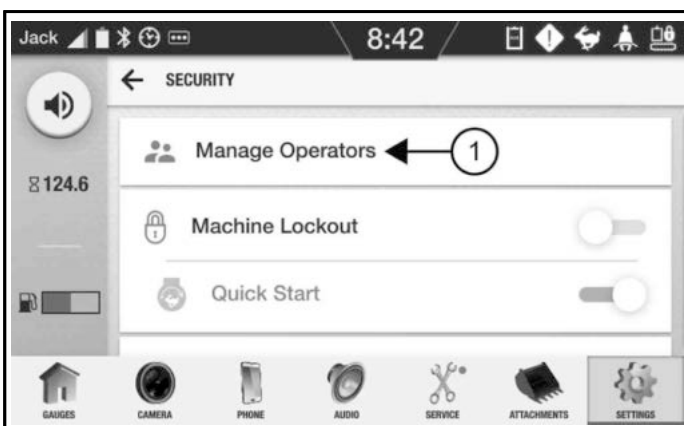 Jack 8:42
SECURITY
Manage Operators 1
124.6
Machine Lockout
Quick Start
GAUGES CAMERA PHONE AUDIO SERVICE ATTACHMENTS SETTINGS